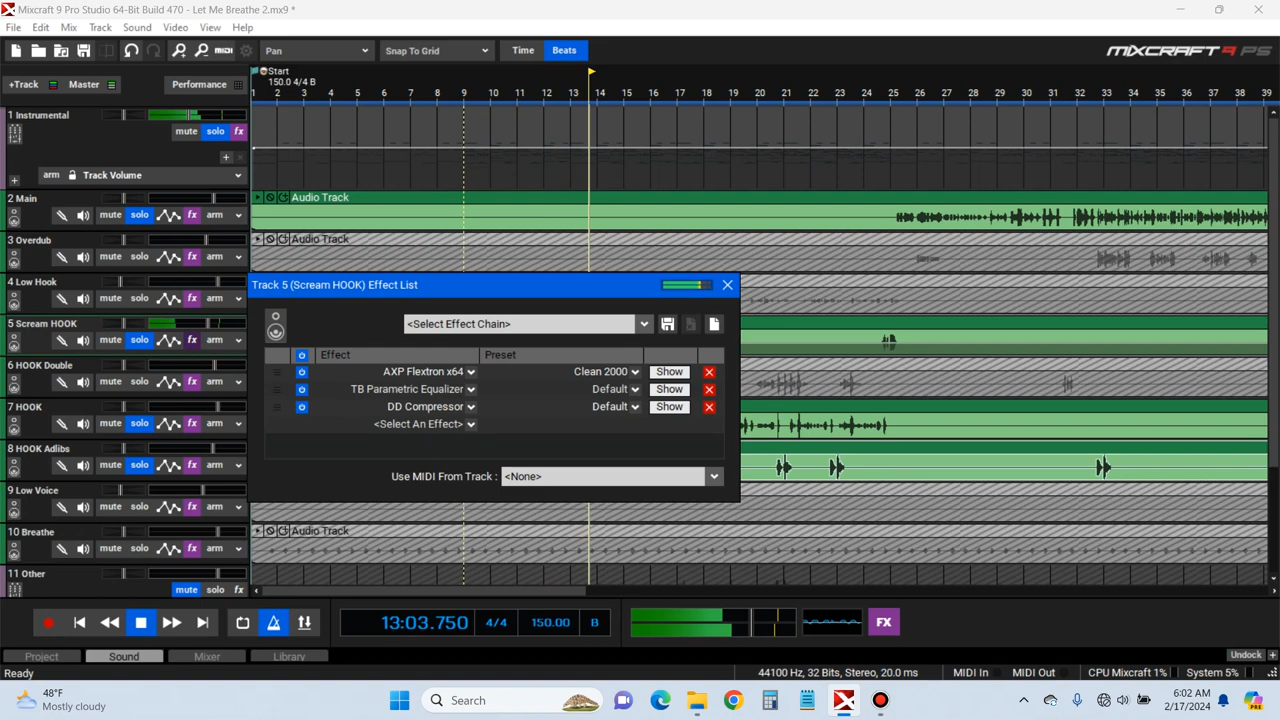 Mixcraft 9 Pro Studio 64-Bit Build 470 - Let Me Breathe 2.mx9 *
File Edit Mix Track Sound Video View Help
MIDI Pan Snap To Grid Time Beats MIXCRAFT 9 PS
+Track Master Performance
Start
150.0 4/4 B
1 2 3 4 5 6 7 8 9 10 11 12 13 14 15 16 17 18 19 20 21 22 23 24 25 26 27 28 29 30 31 32 33 34 35 36 37 38 39
1 Instrumental
mute solo fx
arm Track Volume
2 Main
Audio Track
mute solo fx arm
3 Overdub
Audio Track
mute solo fx arm
4 Low Hook
mute solo fx arm
5 Scream HOOK
mute solo fx arm
6 HOOK Double
mute solo fx arm
7 HOOK
mute solo fx arm
8 HOOK Adlibs
mute solo fx arm
9 Low Voice
mute solo fx arm
10 Breathe
Audio Track
mute solo fx arm
11 Other
mute solo fx
Track 5 (Scream HOOK) Effect List
<Select Effect Chain>
Effect Preset
AXP Flextron x64 Clean 2000 Show
TB Parametric Equalizer Default Show
DD Compressor Default Show
<Select An Effect>
Use MIDI From Track : <None>
13:03.750 4/4 150.00 B FX
Project Sound Mixer Library Undock
Ready 44100 Hz, 32 Bits, Stereo, 20.0 ms MIDI In MIDI Out CPU Mixcraft 1% System 5%
48°F
Mostly cloudy
Search
6:02 AM
2/17/2024
PRE